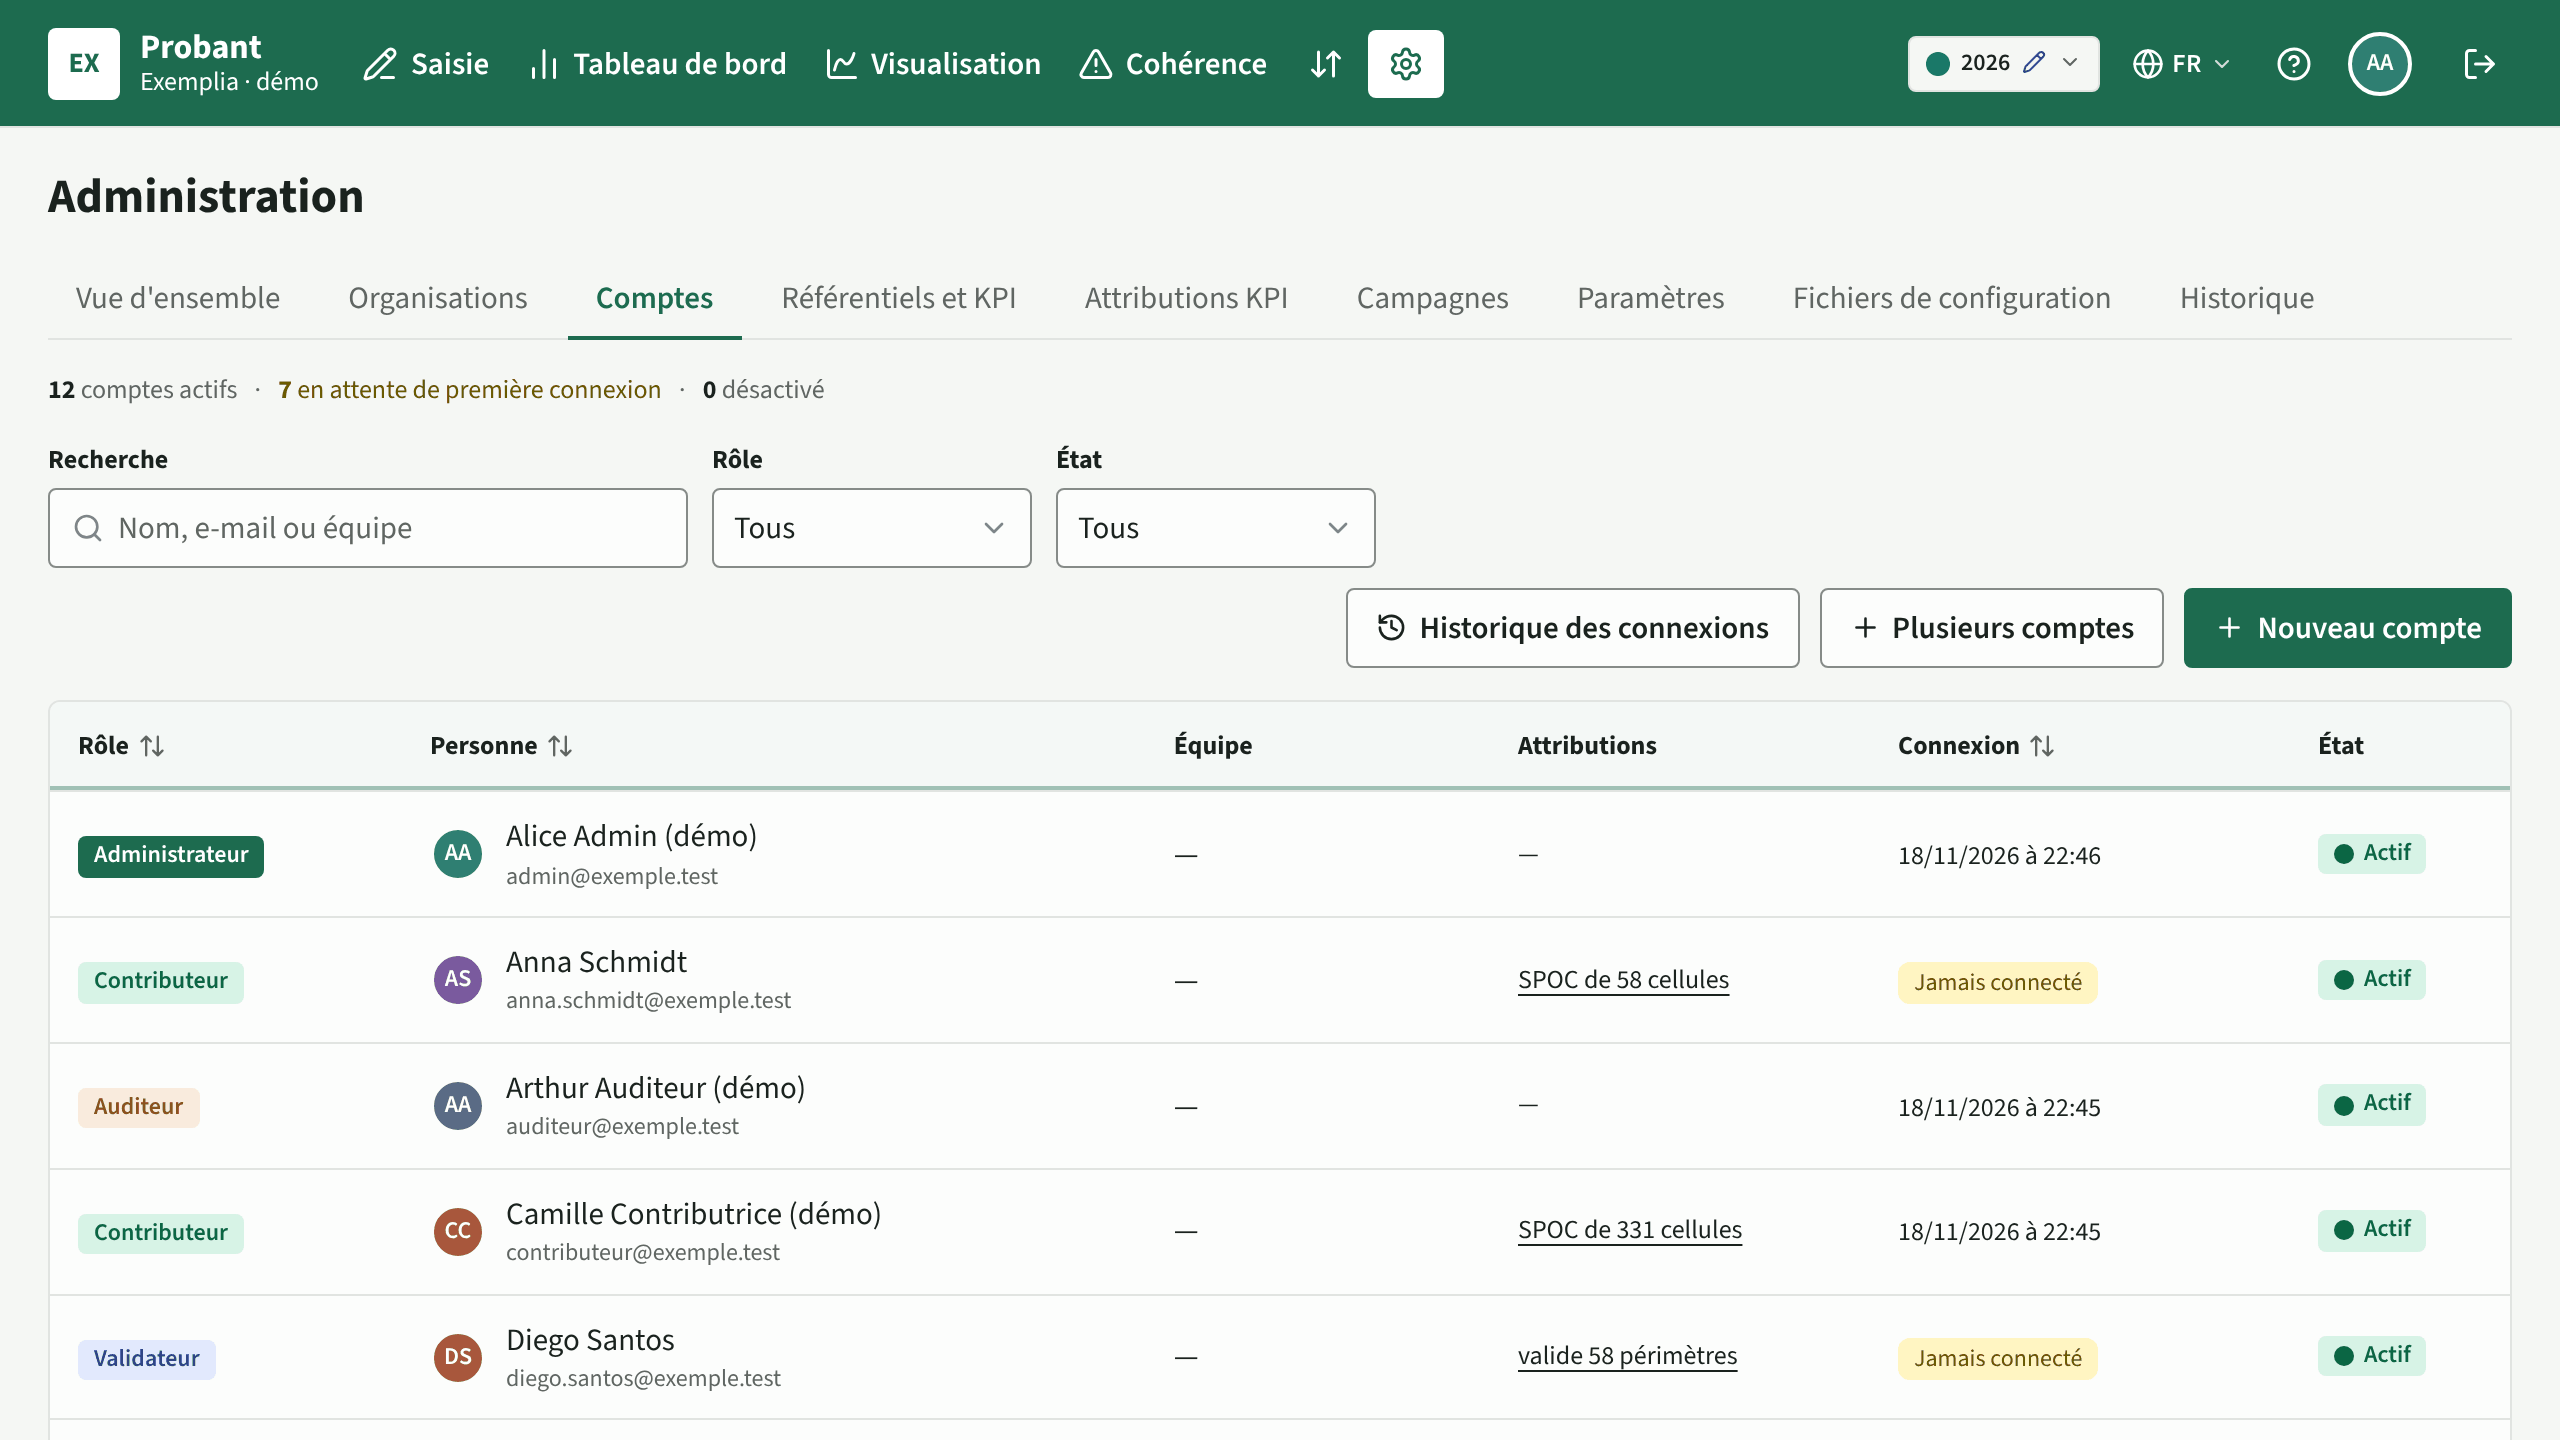 EX
Probant
Exemplia · démo
Saisie
Tableau de bord
Visualisation
Cohérence
2026
FR
AA
Administration
Vue d'ensemble
Organisations
Comptes
Référentiels et KPI
Attributions KPI
Campagnes
Paramètres
Fichiers de configuration
Historique
12 comptes actifs · 7 en attente de première connexion · 0 désactivé
Recherche
Rôle
État
Nom, e-mail ou équipe
Tous
Tous
Historique des connexions
+ Plusieurs comptes
+ Nouveau compte
Rôle
Personne
Équipe
Attributions
Connexion
État
Administrateur
AA
Alice Admin (démo)
admin@exemple.test
—
—
18/11/2026 à 22:46
Actif
Contributeur
AS
Anna Schmidt
anna.schmidt@exemple.test
—
SPOC de 58 cellules
Jamais connecté
Actif
Auditeur
AA
Arthur Auditeur (démo)
auditeur@exemple.test
—
—
18/11/2026 à 22:45
Actif
Contributeur
CC
Camille Contributrice (démo)
contributeur@exemple.test
—
SPOC de 331 cellules
18/11/2026 à 22:45
Actif
Validateur
DS
Diego Santos
diego.santos@exemple.test
—
valide 58 périmètres
Jamais connecté
Actif